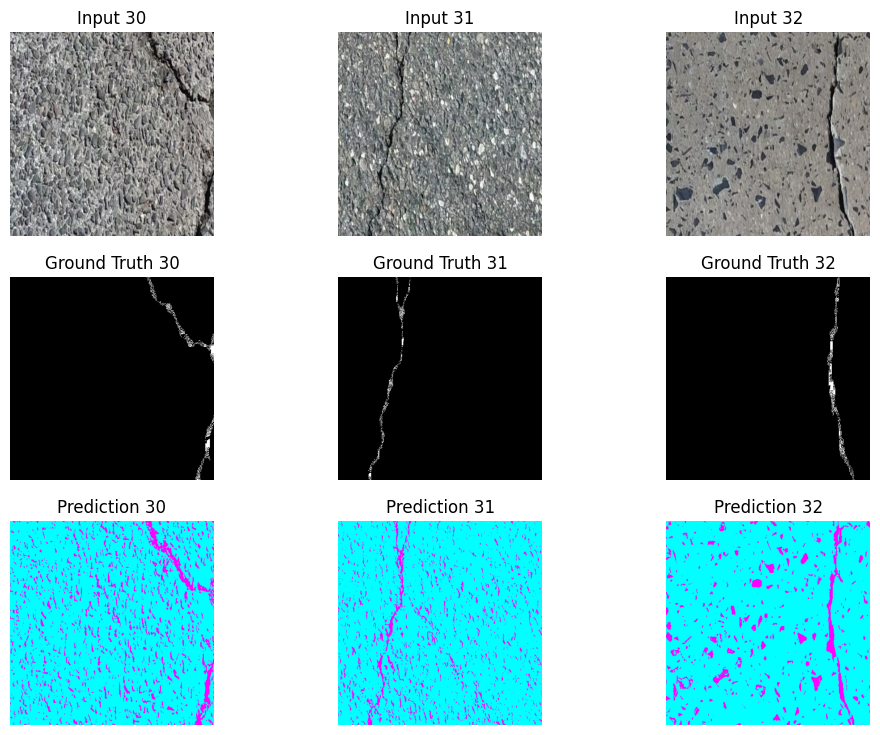 Input 30
Input 31
Input 32
Ground Truth 30
Ground Truth 31
Ground Truth 32
Prediction 30
Prediction 31
Prediction 32